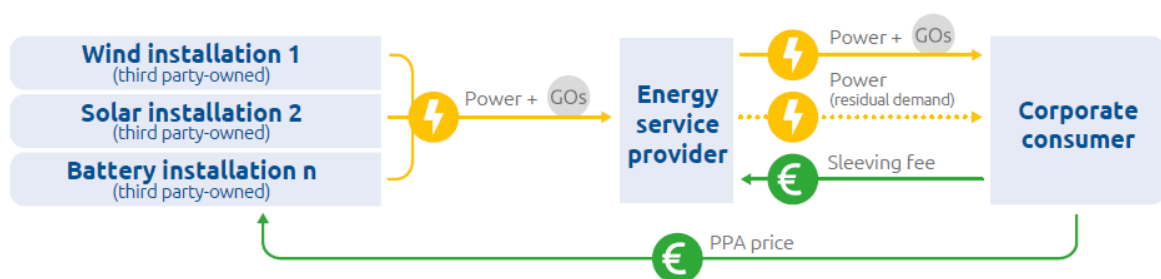 Wind installation 1
(third party-owned)
Solar installation 2
(third party-owned)
Battery installation n
(third party-owned)
Power + GOs
Energy
service
provider
Power + GOs
Power
(residual demand)
€ Sleeving fee
Corporate
consumer
€ PPA price